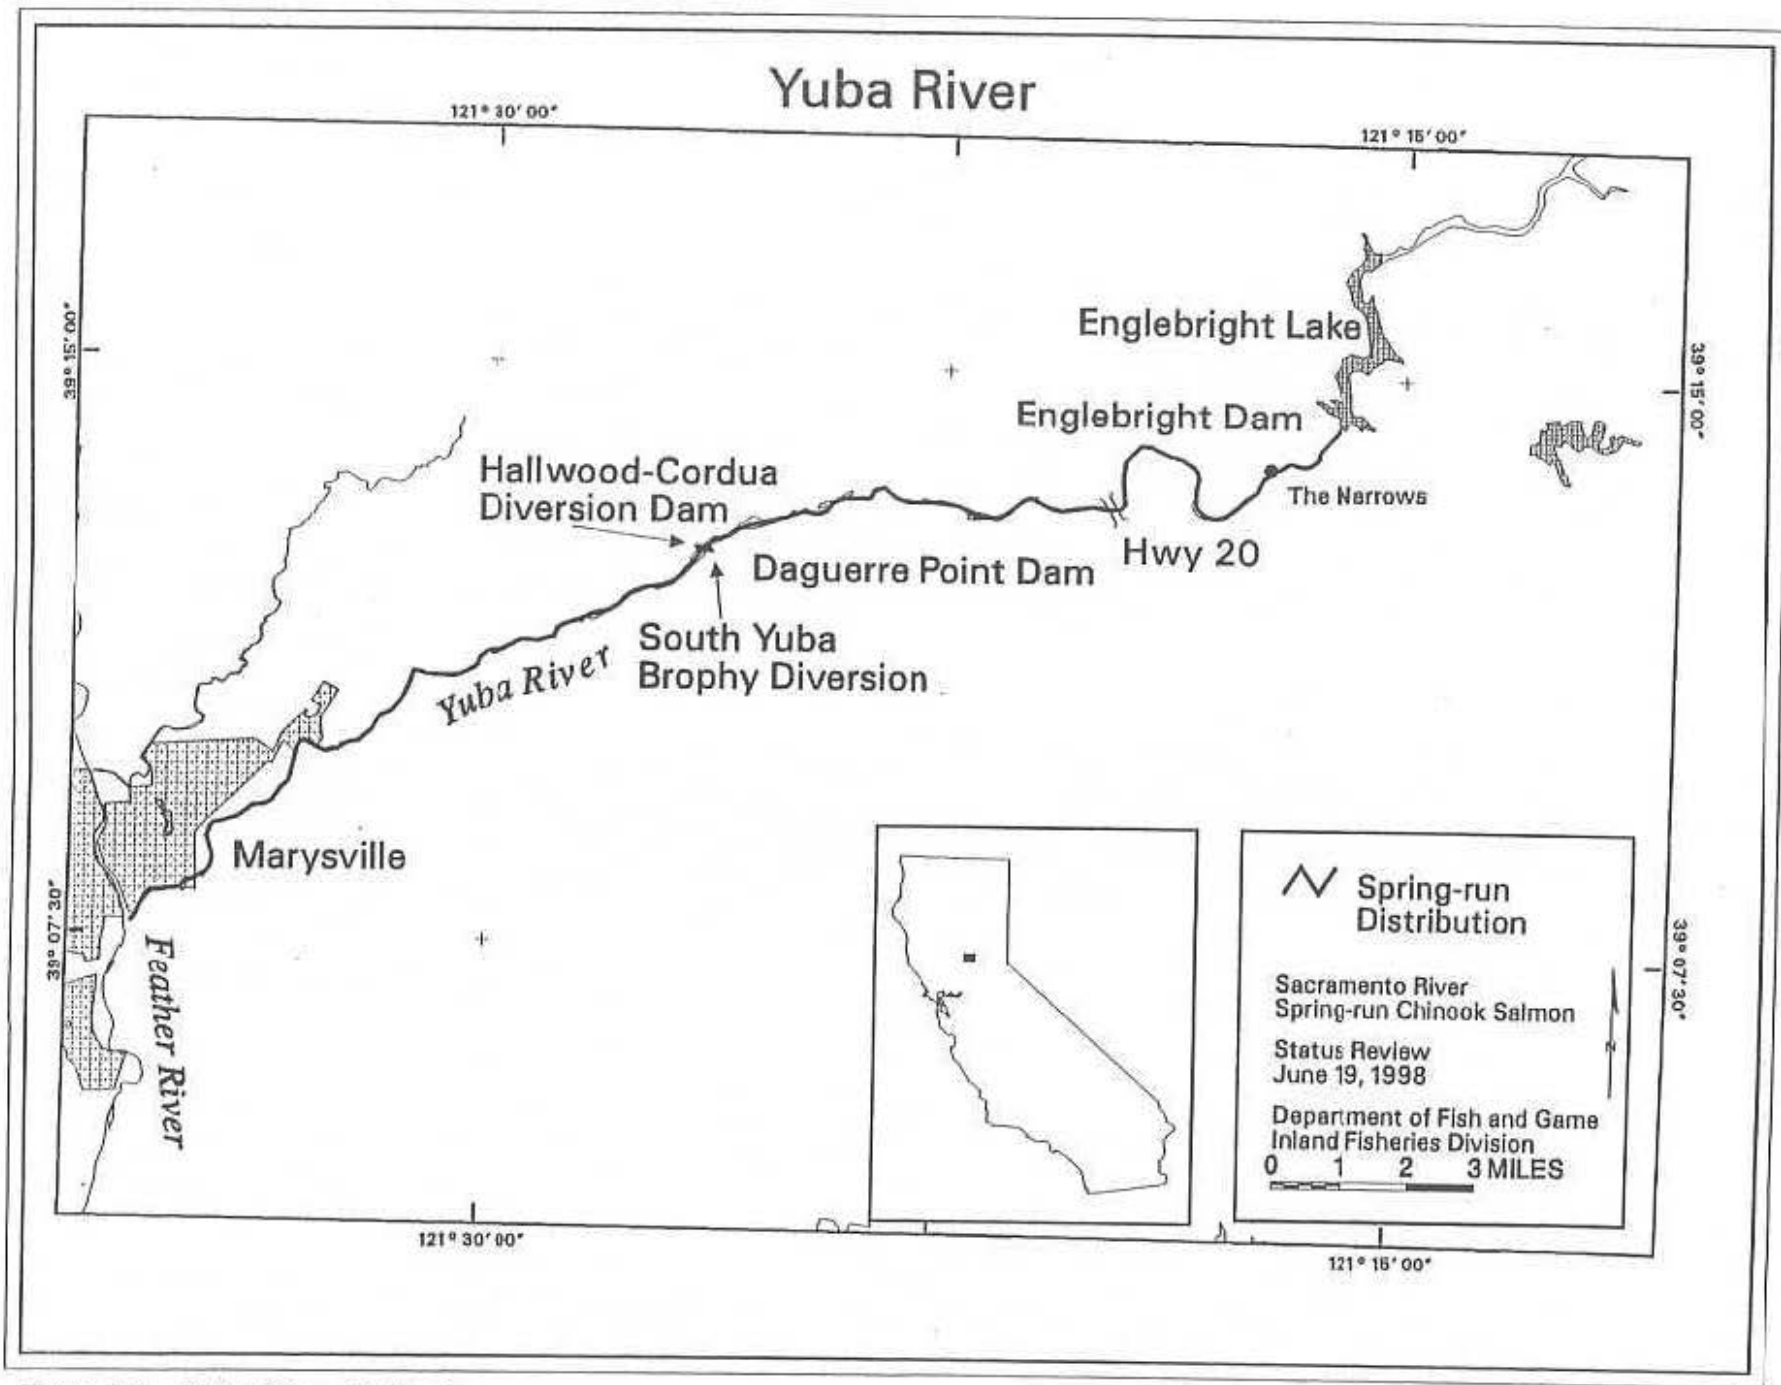 Yuba River
121° 30' 00"
121° 15' 00"
39° 15' 00"
39° 15' 00"
Englebright Lake
Englebright Dam
The Narrows
Hallwood-Cordua
Diversion Dam
Hwy 20
Daguerre Point Dam
South Yuba
Brophy Diversion
Yuba River
Marysville
39° 07' 30"
39° 07' 30"
Feather River
Spring-run
Distribution
Sacramento River
Spring-run Chinook Salmon
Status Review
June 19, 1998
Department of Fish and Game
Inland Fisheries Division
0 1 2 3 MILES
N
121° 30' 00"
121° 15' 00"